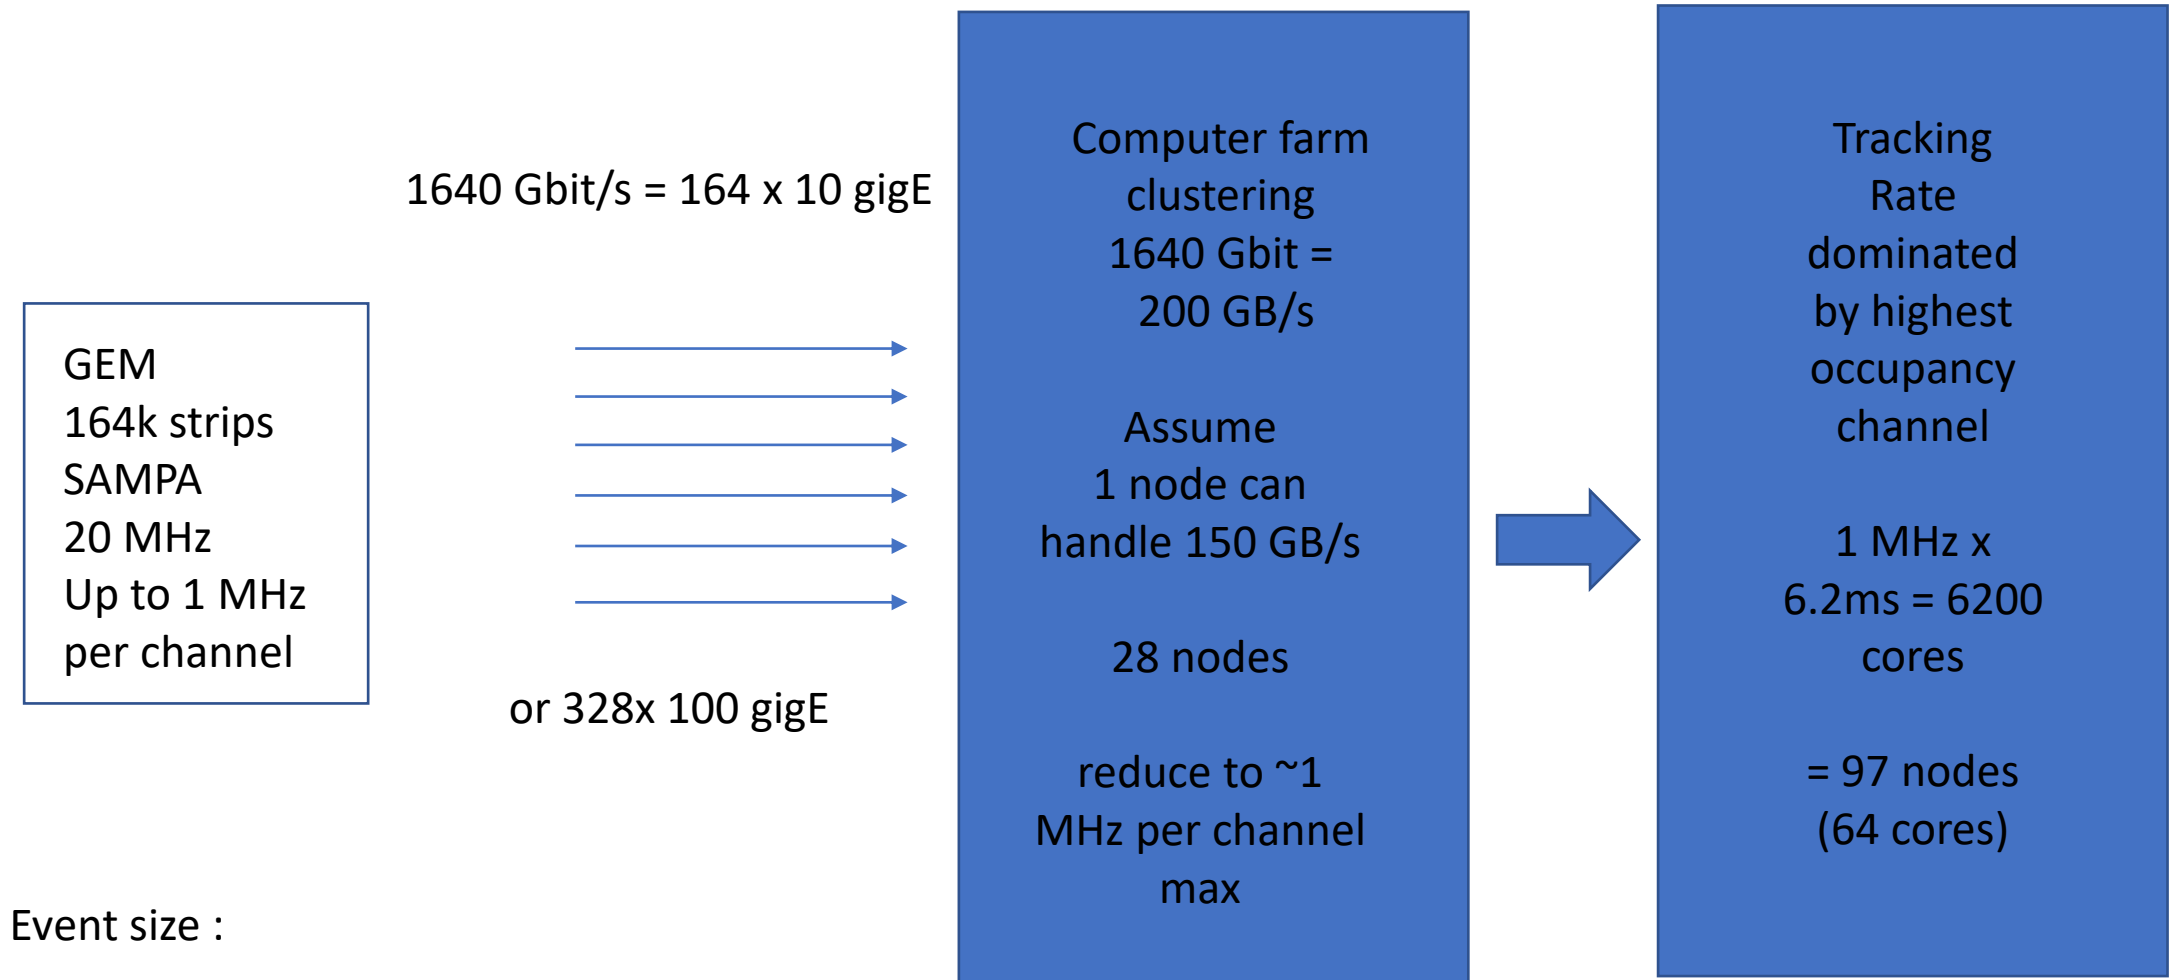 GEM
164k strips
SAMPA
20 MHz
Up to 1 MHz
per channel
1640 Gbit/s = 164 x 10 gigE
or 328x 100 gigE
Computer farm
clustering
1640 Gbit =
200 GB/s
Assume
1 node can
handle 150 GB/s
28 nodes
reduce to ~1
MHz per channel
max
Tracking
Rate
dominated
by highest
occupancy
channel
1 MHz x
6.2ms = 6200
cores
= 97 nodes
(64 cores)
Event size :